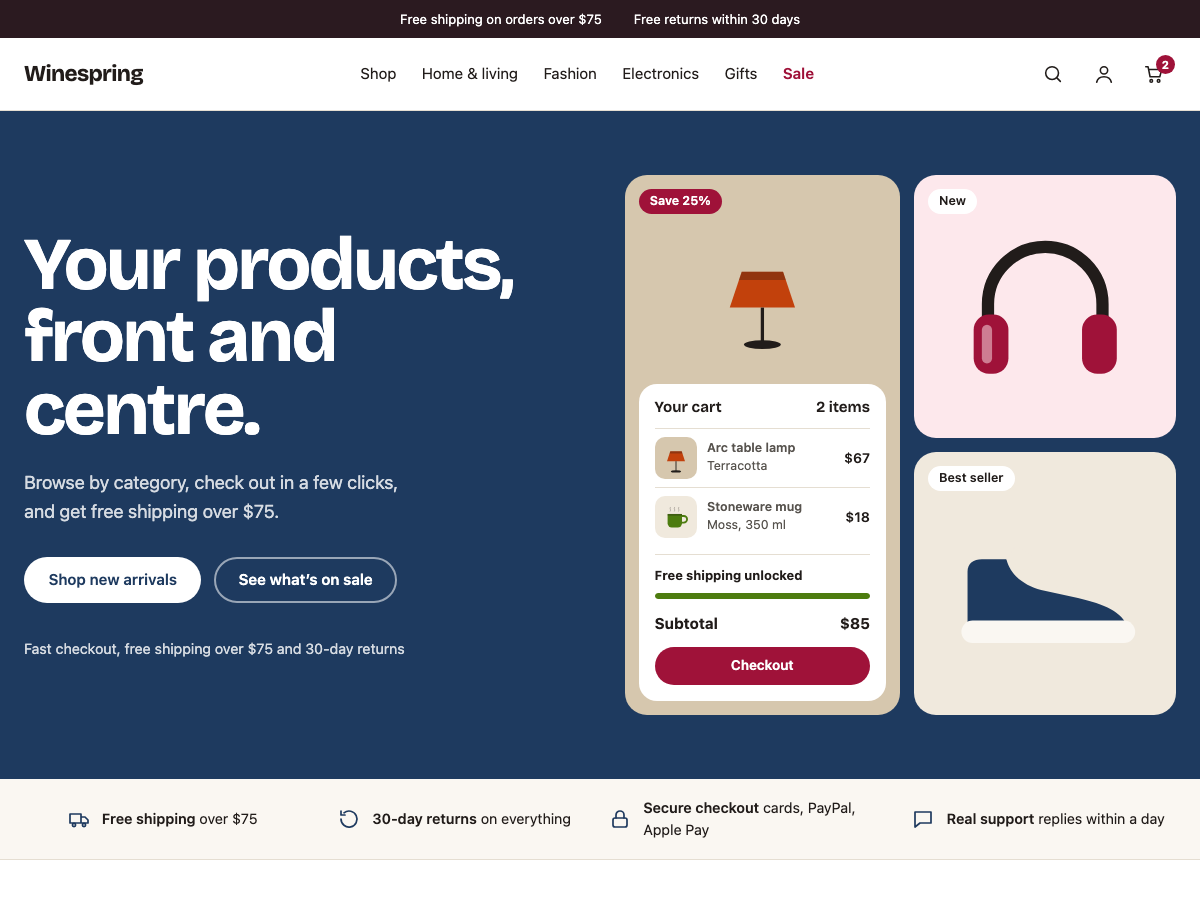 Free shipping on orders over $75
Free returns within 30 days
Winespring
Shop
Home & living
Fashion
Electronics
Gifts
Sale
2
Your products,
front and
centre.
Browse by category, check out in a few clicks,
and get free shipping over $75.
Shop new arrivals
See what’s on sale
Fast checkout, free shipping over $75 and 30-day returns
Save 25%
Your cart
2 items
Arc table lamp
Terracotta
$67
Stoneware mug
Moss, 350 ml
$18
Free shipping unlocked
Subtotal
$85
Checkout
New
Best seller
Free shipping over $75
30-day returns on everything
Secure checkout cards, PayPal,
Apple Pay
Real support replies within a day